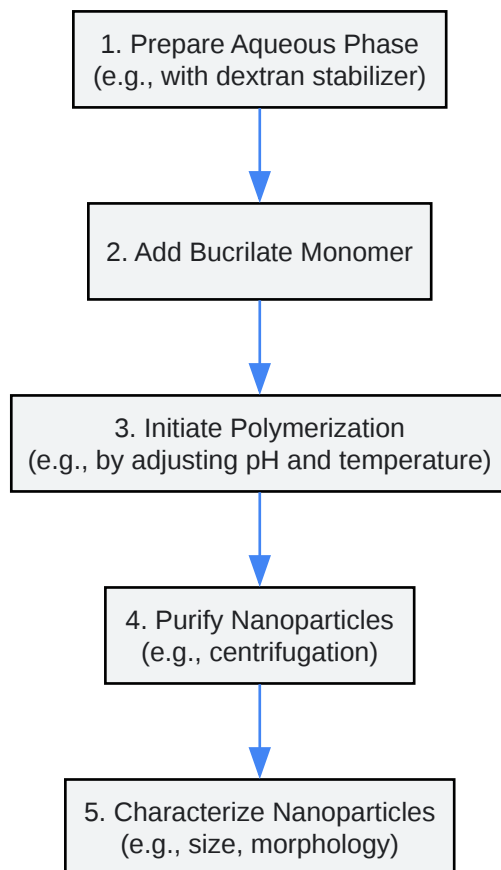 1. Prepare Aqueous Phase
(e.g., with dextran stabilizer)
2. Add Bucrilate Monomer
3. Initiate Polymerization
(e.g., by adjusting pH and temperature)
4. Purify Nanoparticles
(e.g., centrifugation)
5. Characterize Nanoparticles
(e.g., size, morphology)